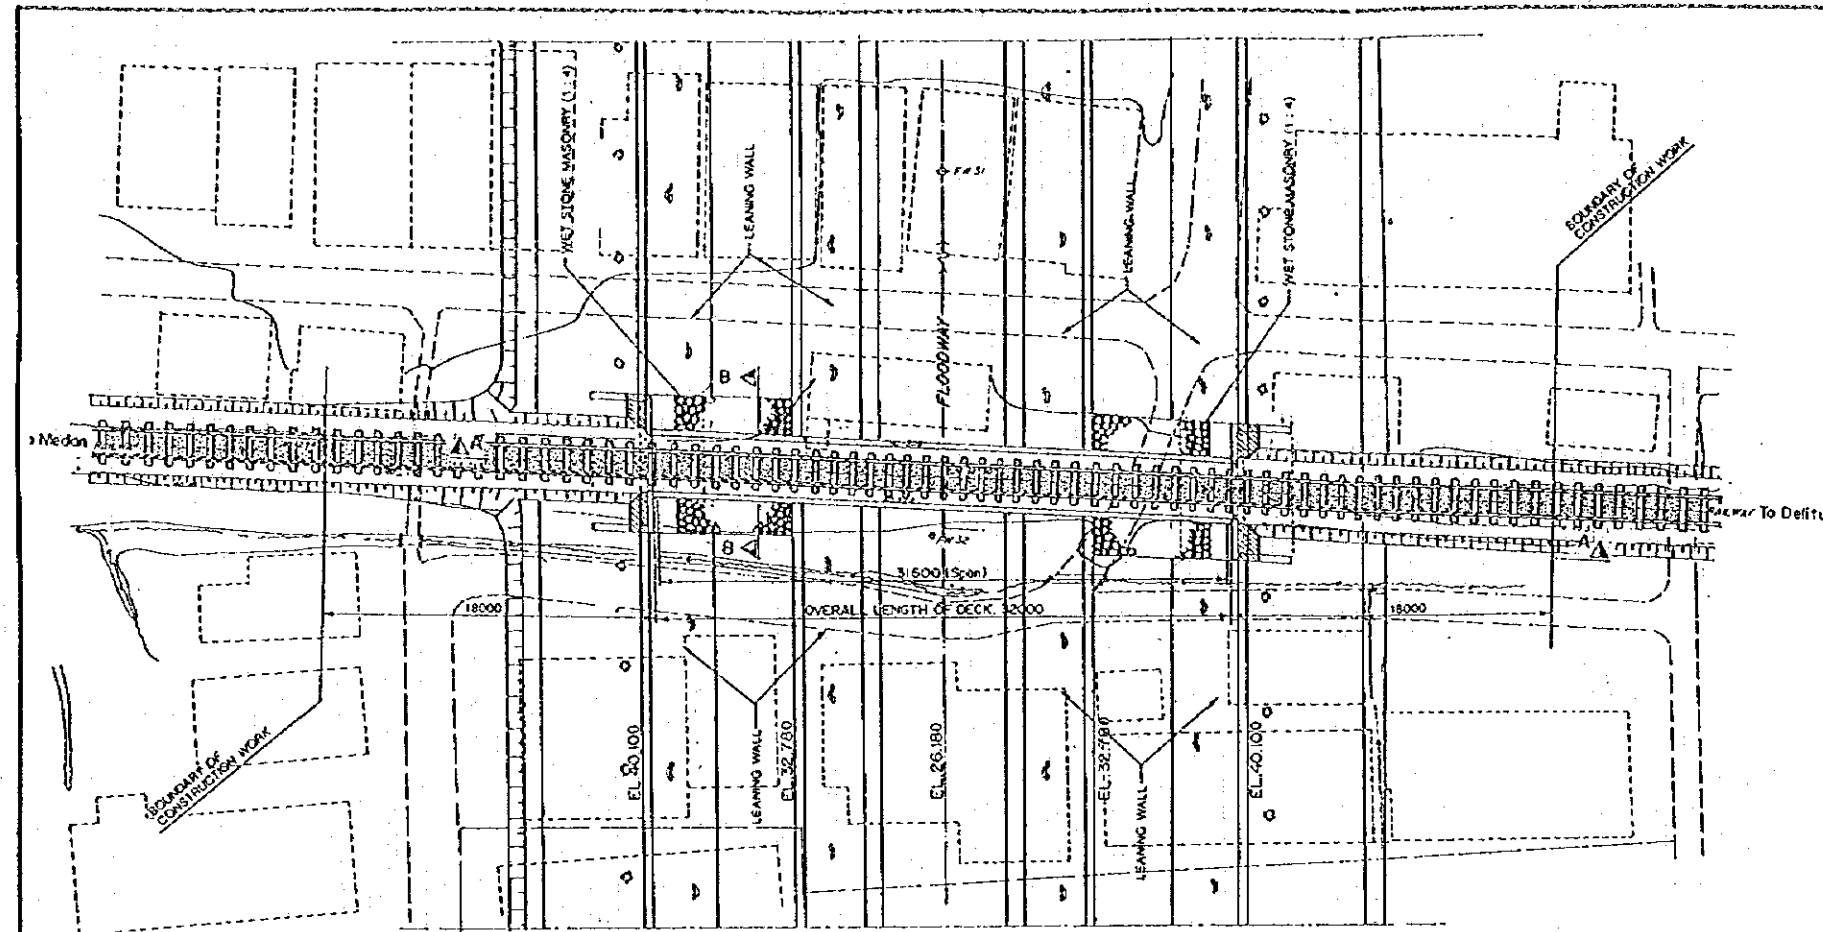 WET STONE MASONRY (1 : 4)
LEANING WALL
FLOODWAY
LEANING WALL
WET STONE MASONRY (1 : 4)
BOUNDARY OF
CONSTRUCTION WORK
B
Medan
A
RAILWAY To Delitu
B
A
31600 (Span)
18000
OVERALL LENGTH OF DECK, 32000
18000
BOUNDARY OF
CONSTRUCTION WORK
EL.40.100
LEANING WALL
EL.32.780
EL.26.180
EL.32.780
LEANING WALL
EL.40.100